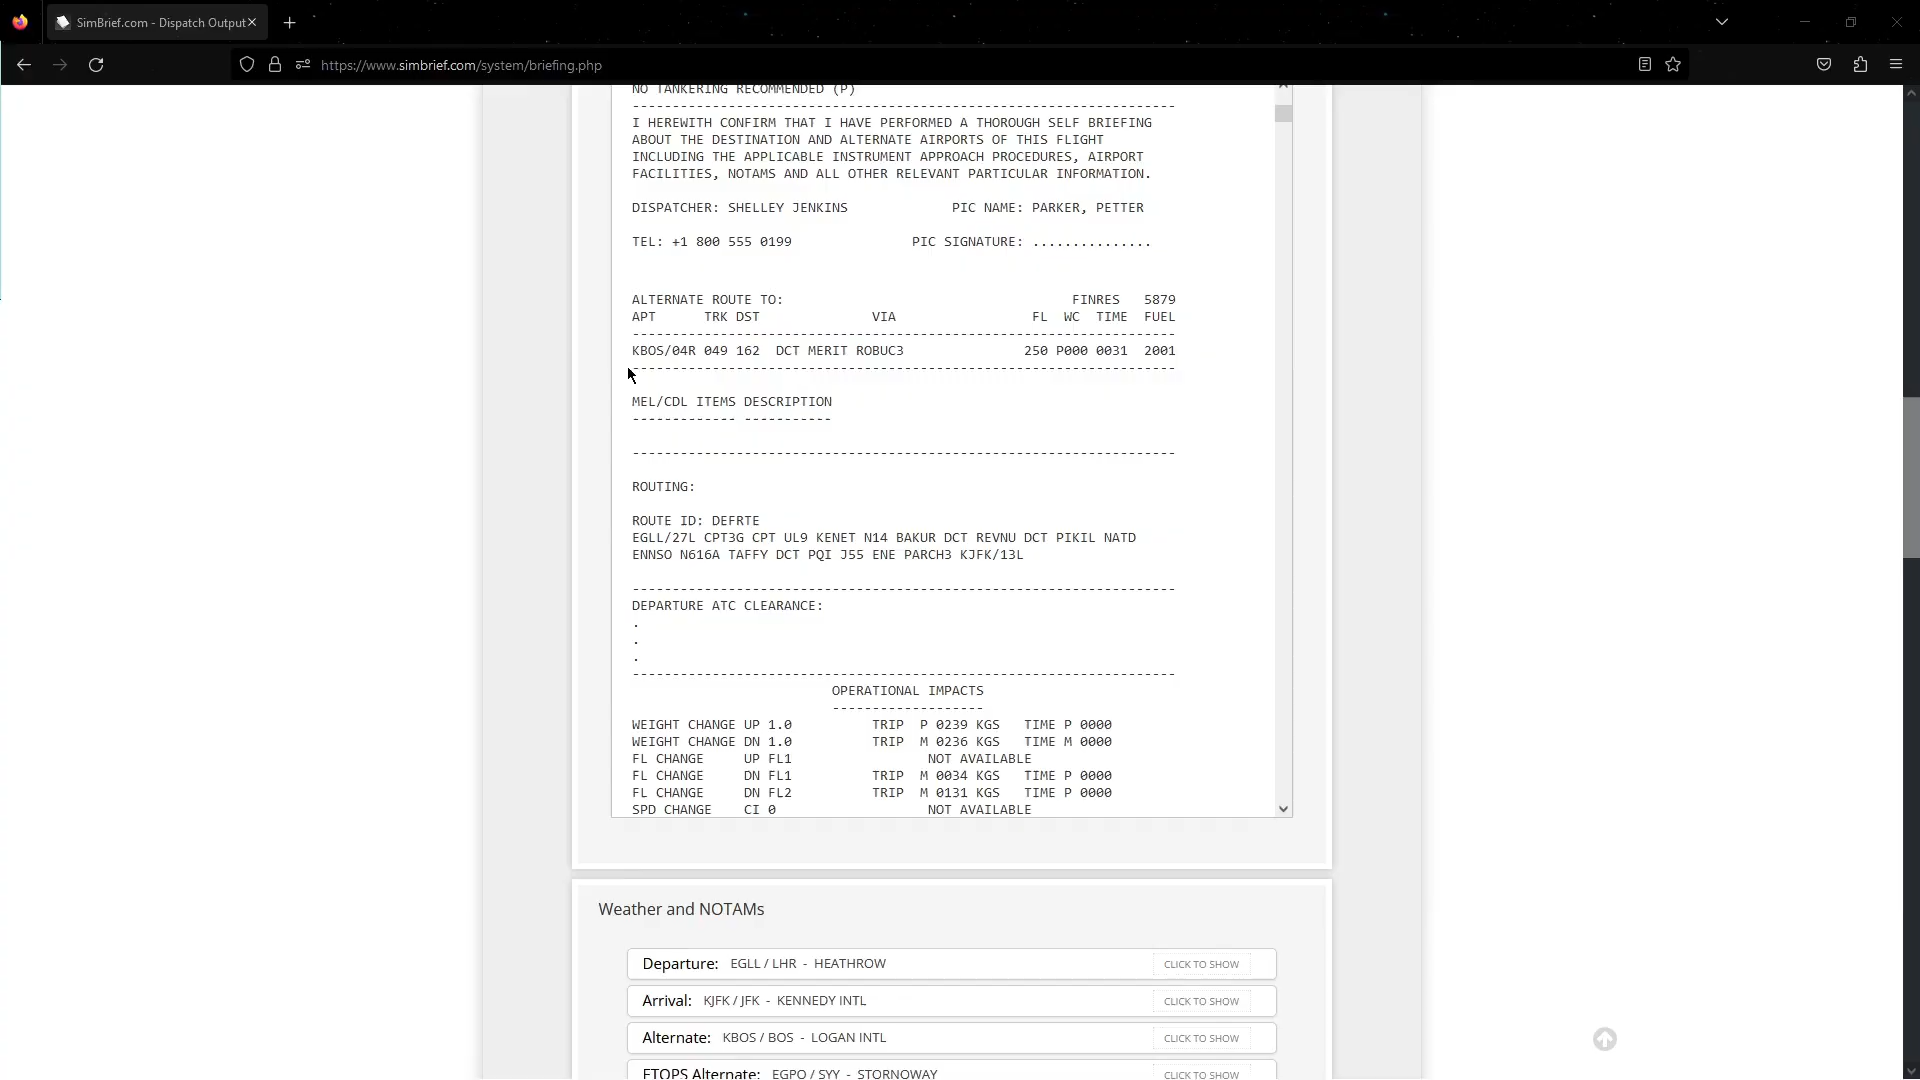 SimBrief.com - Dispatch Output
https://www.simbrief.com/system/briefing.php
NO TANKERING RECOMMENDED (P)
--------------------------------------------------------------------
I HEREWITH CONFIRM THAT I HAVE PERFORMED A THOROUGH SELF BRIEFING
ABOUT THE DESTINATION AND ALTERNATE AIRPORTS OF THIS FLIGHT
INCLUDING THE APPLICABLE INSTRUMENT APPROACH PROCEDURES, AIRPORT
FACILITIES, NOTAMS AND ALL OTHER RELEVANT PARTICULAR INFORMATION.
DISPATCHER: SHELLEY JENKINS             PIC NAME: PARKER, PETTER
TEL: +1 800 555 0199               PIC SIGNATURE: ...............
ALTERNATE ROUTE TO:                                    FINRES   5879
APT      TRK DST              VIA                 FL  WC  TIME  FUEL
--------------------------------------------------------------------
KBOS/04R 049 162  DCT MERIT ROBUC3               250 P000 0031  2001
--------------------------------------------------------------------
MEL/CDL ITEMS DESCRIPTION
------------- -----------
--------------------------------------------------------------------
ROUTING:
ROUTE ID: DEFRTE
EGLL/27L CPT3G CPT UL9 KENET N14 BAKUR DCT REVNU DCT PIKIL NATD
ENNSO N616A TAFFY DCT PQI J55 ENE PARCH3 KJFK/13L
--------------------------------------------------------------------
DEPARTURE ATC CLEARANCE:
.
.
.
--------------------------------------------------------------------
OPERATIONAL IMPACTS
-------------------
WEIGHT CHANGE UP 1.0          TRIP  P 0239 KGS   TIME P 0000
WEIGHT CHANGE DN 1.0          TRIP  M 0236 KGS   TIME M 0000
FL CHANGE     UP FL1                 NOT AVAILABLE
FL CHANGE     DN FL1          TRIP  M 0034 KGS   TIME P 0000
FL CHANGE     DN FL2          TRIP  M 0131 KGS   TIME P 0000
SPD CHANGE    CI 0                   NOT AVAILABLE
Weather and NOTAMs
Departure: EGLL / LHR - HEATHROW CLICK TO SHOW
Arrival: KJFK / JFK - KENNEDY INTL CLICK TO SHOW
Alternate: KBOS / BOS - LOGAN INTL CLICK TO SHOW
ETOPS Alternate: EGPO / SYY - STORNOWAY CLICK TO SHOW